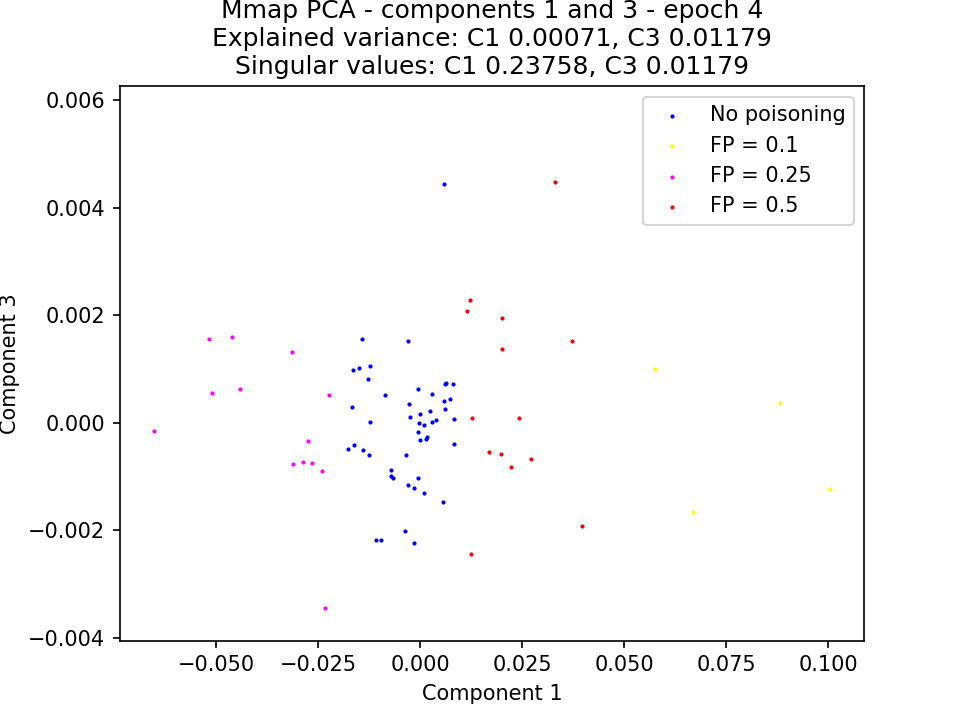 Mmap PCA - components 1 and 3 - epoch 4
Explained variance: C1 0.00071, C3 0.01179
Singular values: C1 0.23758, C3 0.01179
No poisoning
FP = 0.1
FP = 0.25
FP = 0.5
0.006
0.004
0.002
0.000
−0.002
−0.004
Component 3
−0.050
−0.025
0.000
0.025
0.050
0.075
0.100
Component 1